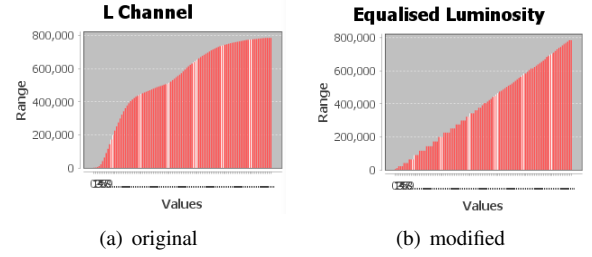 L Channel
800,000
600,000
400,000
200,000
0
Range
Values
(a) original
Equalised Luminosity
800,000
600,000
400,000
200,000
0
Range
Values
(b) modified